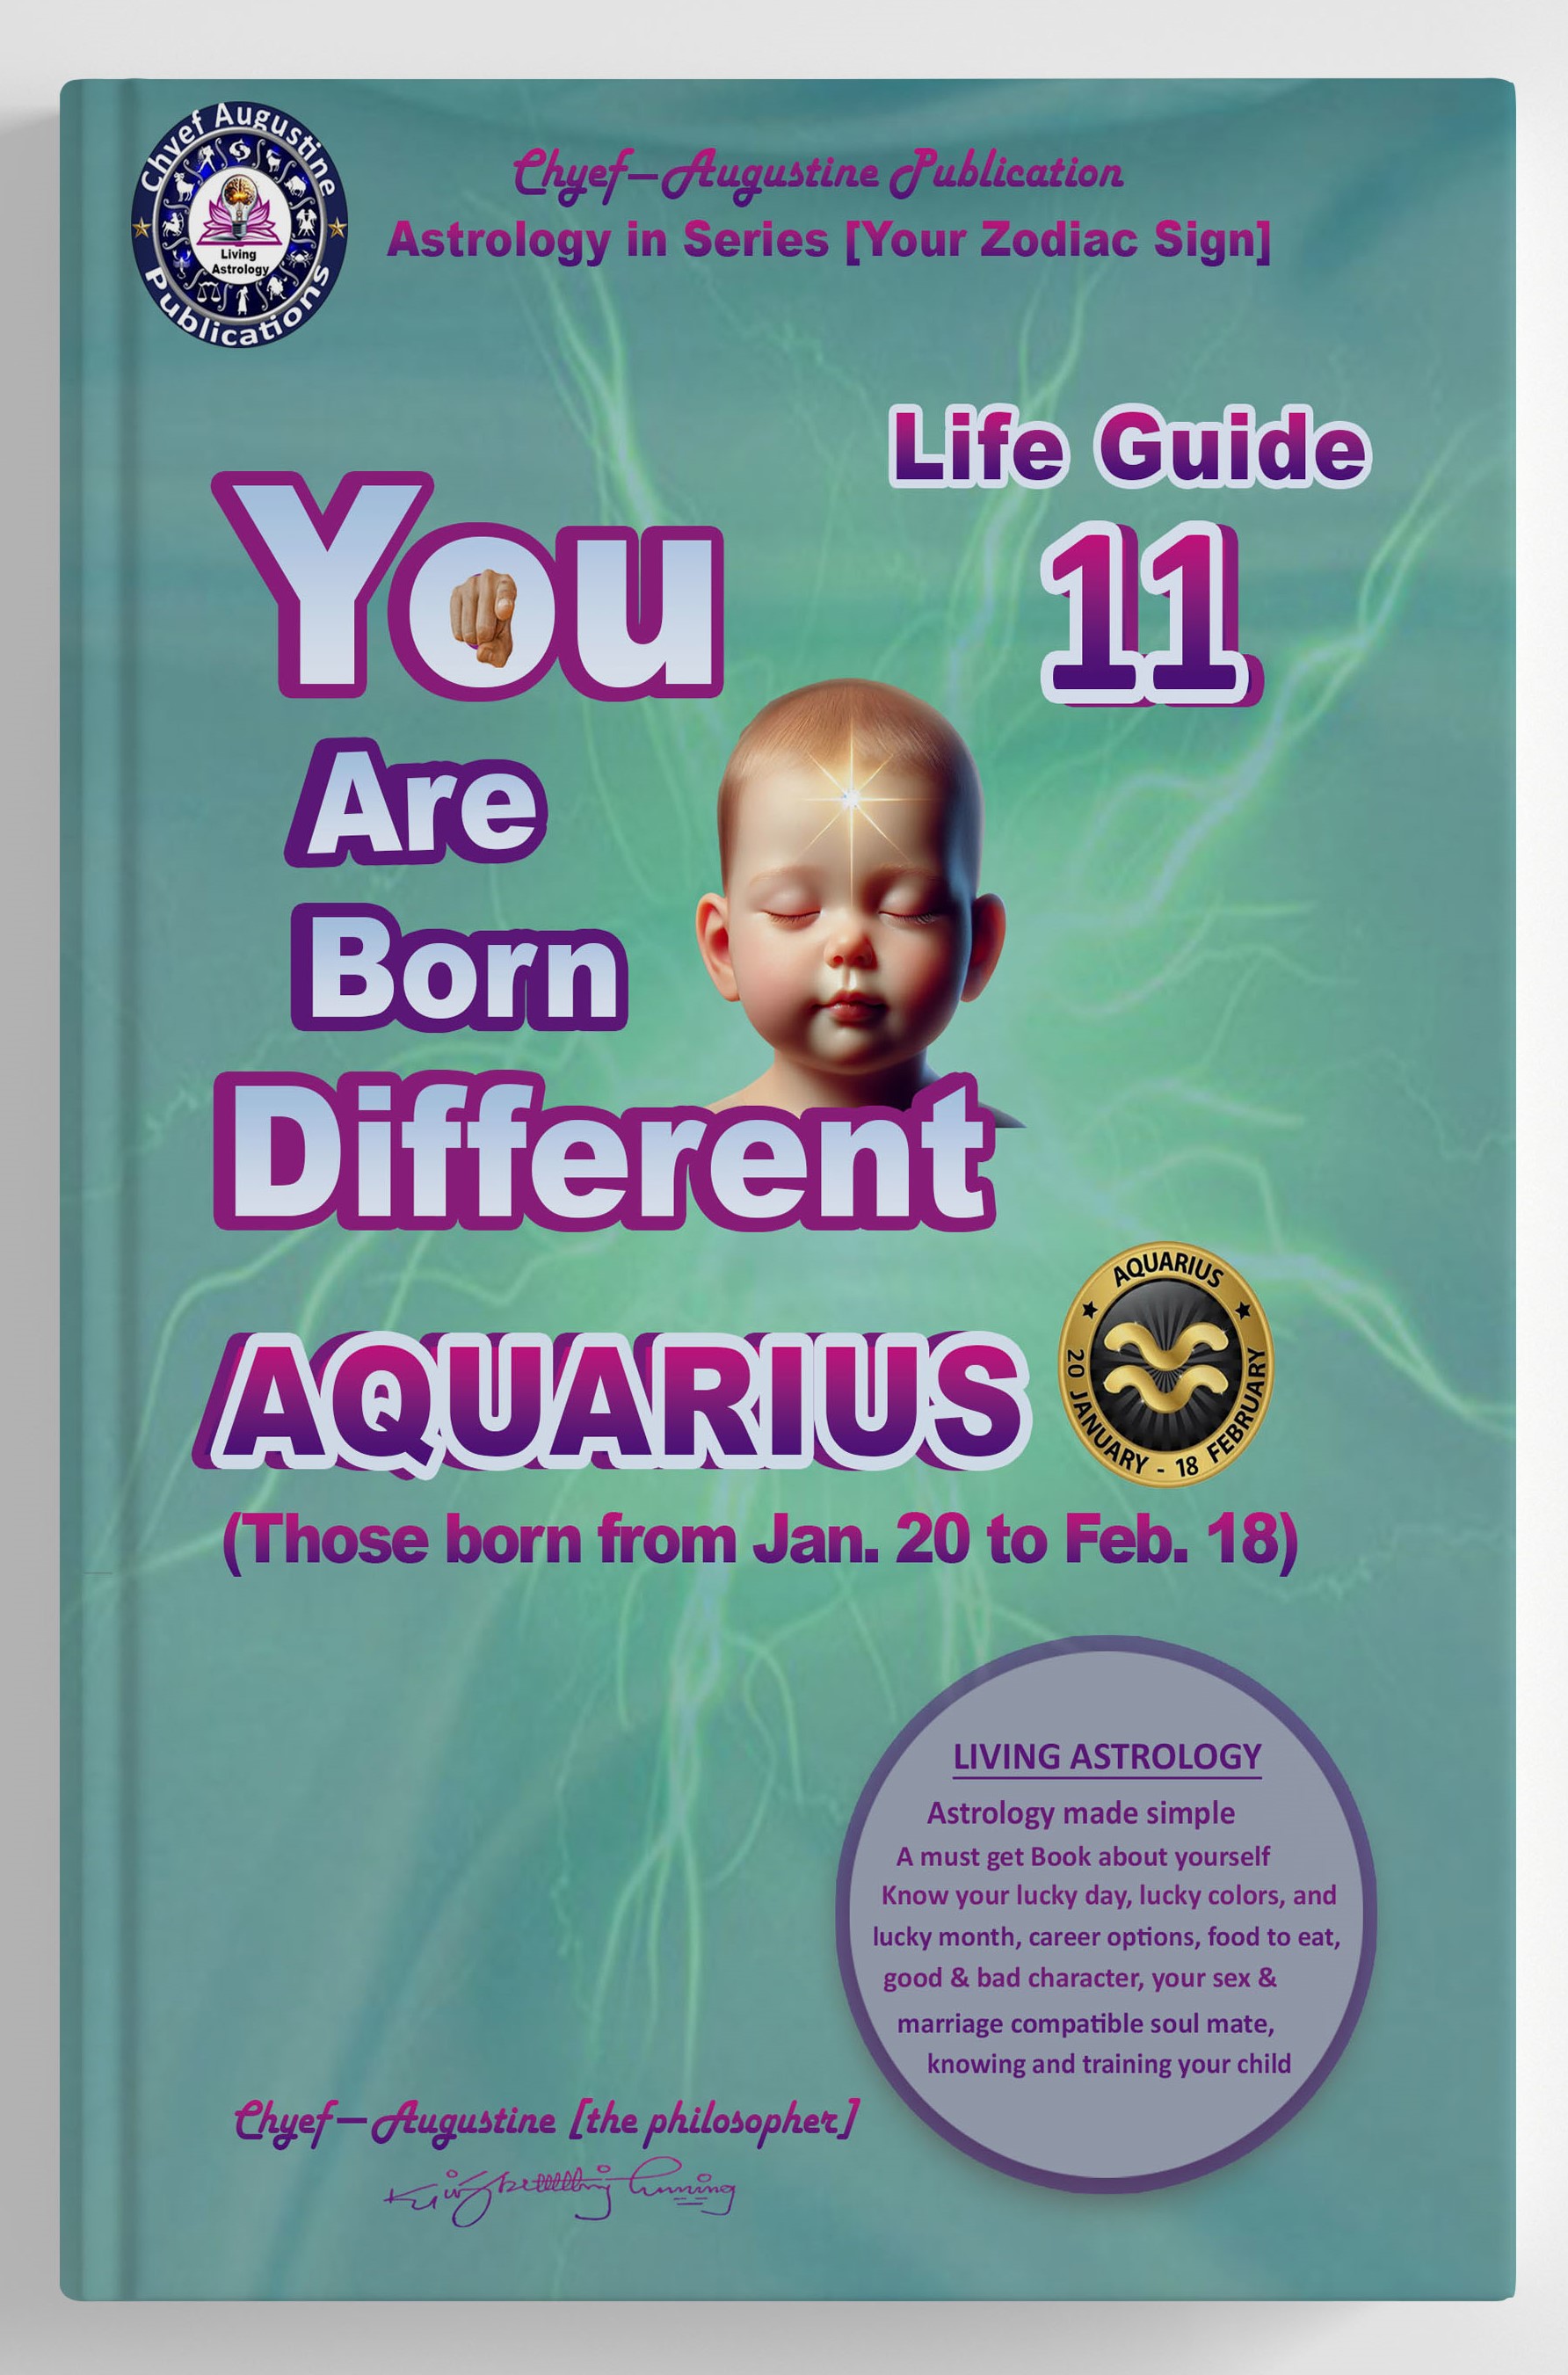 Chyef Augustine
Living
Astrology
Publications
Chyef-Augustine Publication
Astrology in Series [Your Zodiac Sign]
Life Guide
11
You
Are
Born
Different
AQUARIUS
AQUARIUS
20 JANUARY - 18 FEBRUARY
(Those born from Jan. 20 to Feb. 18)
LIVING ASTROLOGY
Astrology made simple
A must get Book about yourself
Know your lucky day, lucky colors, and
lucky month, career options, food to eat,
good & bad character, your sex &
marriage compatible soul mate,
knowing and training your child
Chyef-Augustine [the philosopher]